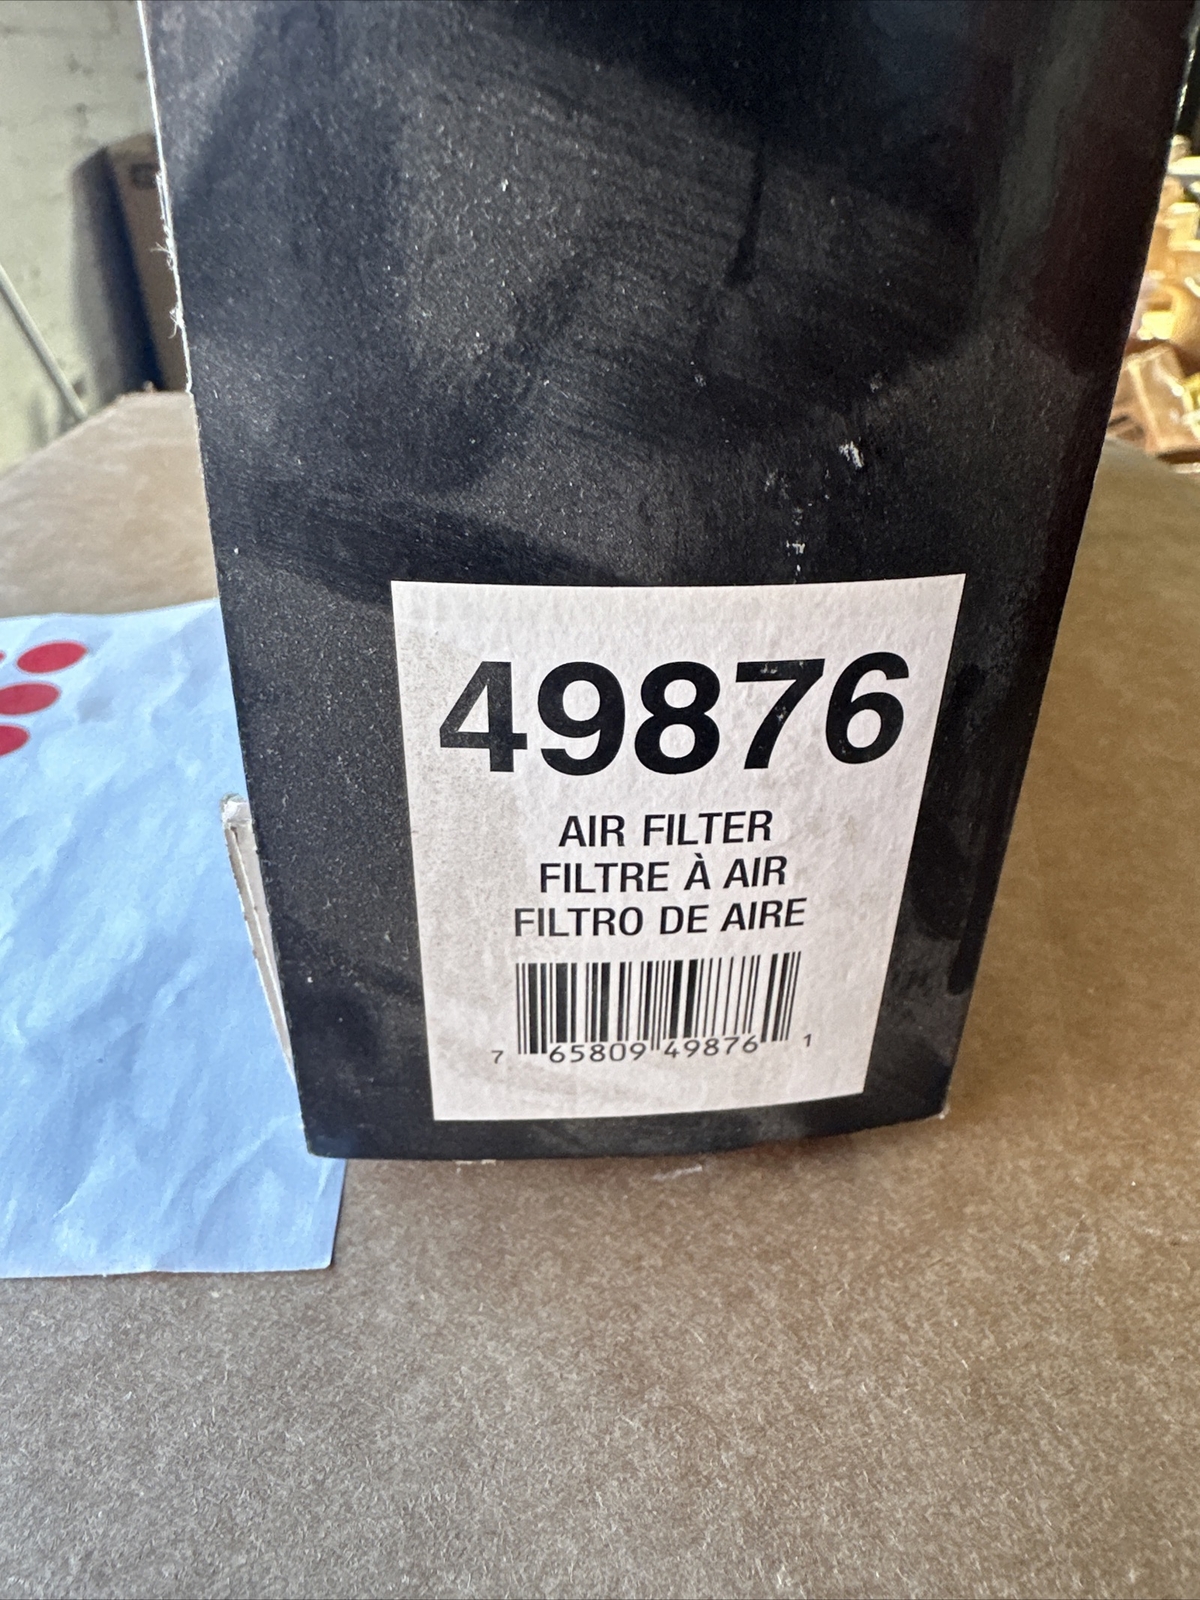 49876
AIR FILTER
FILTRE À AIR
FILTRO DE AIRE
7 65809 49876 1